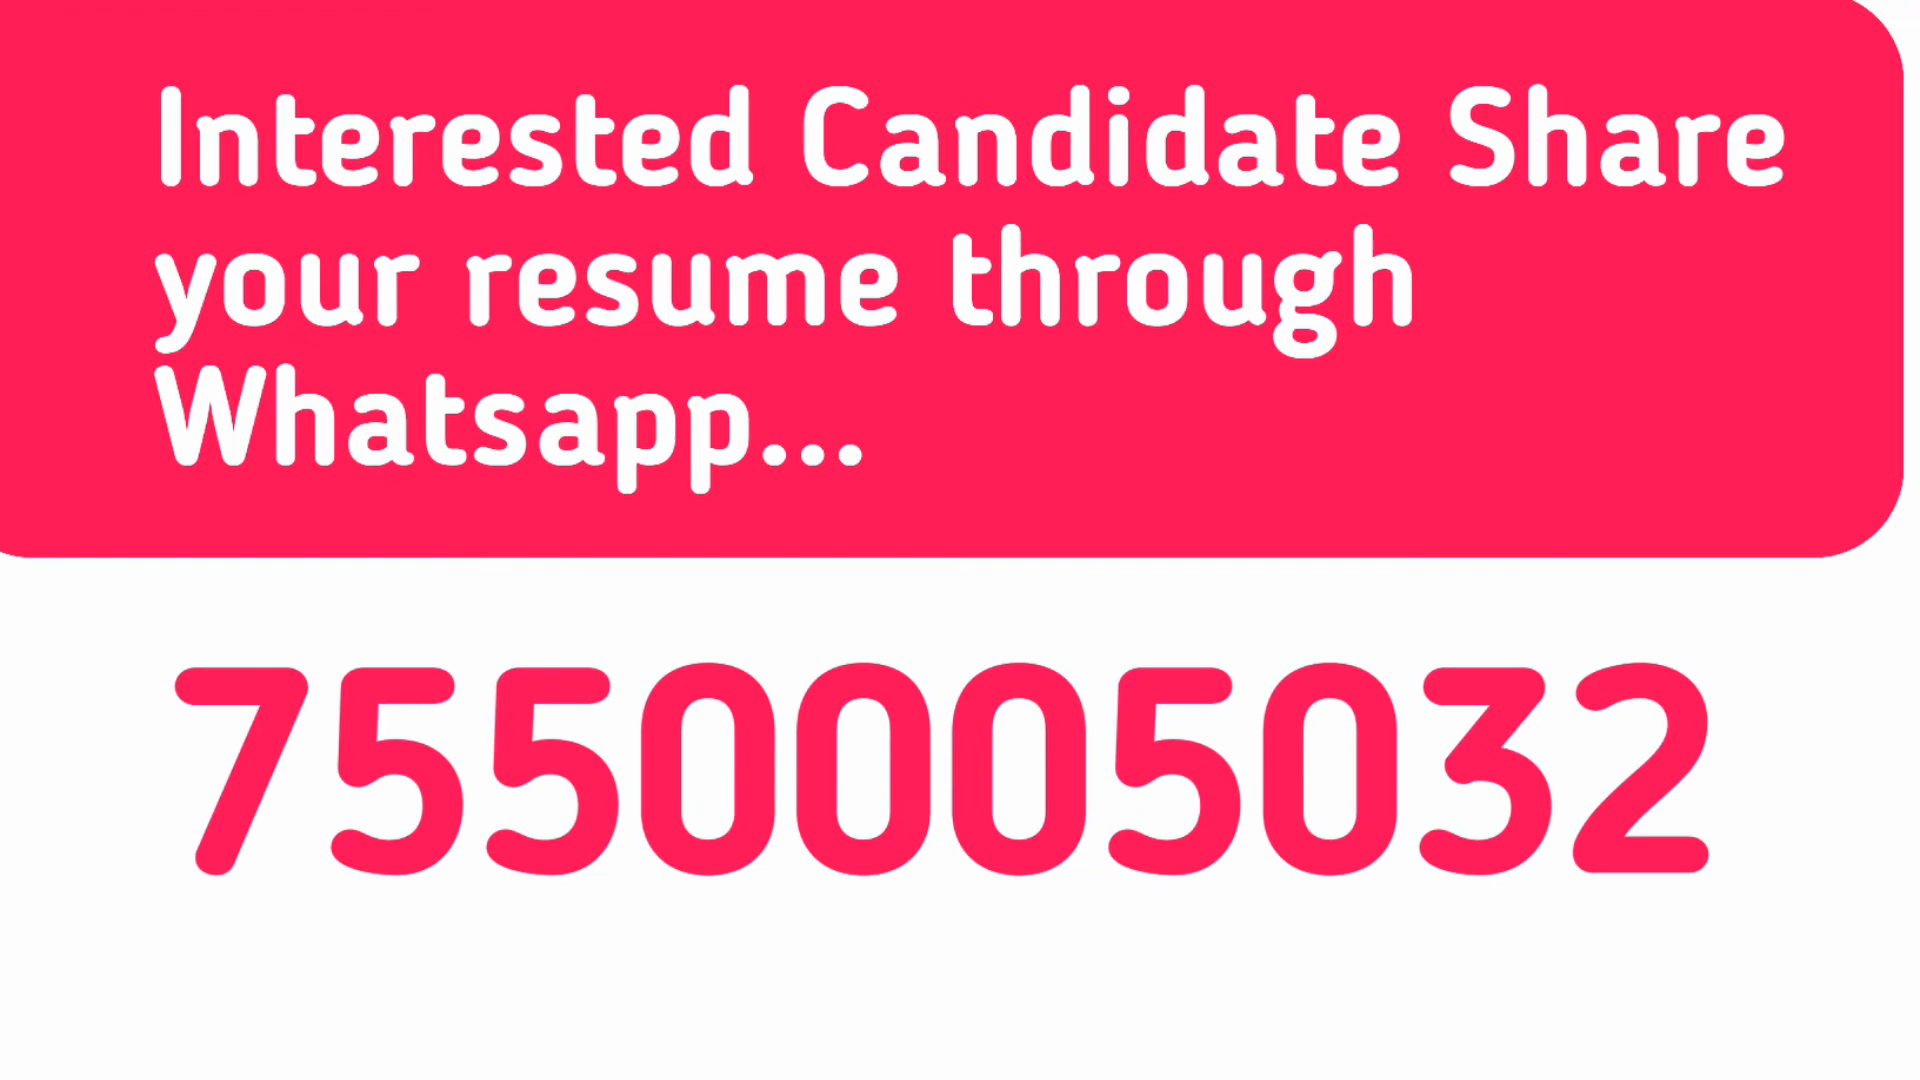 Interested Candidate Share
your resume through
Whatsapp...
7550005032